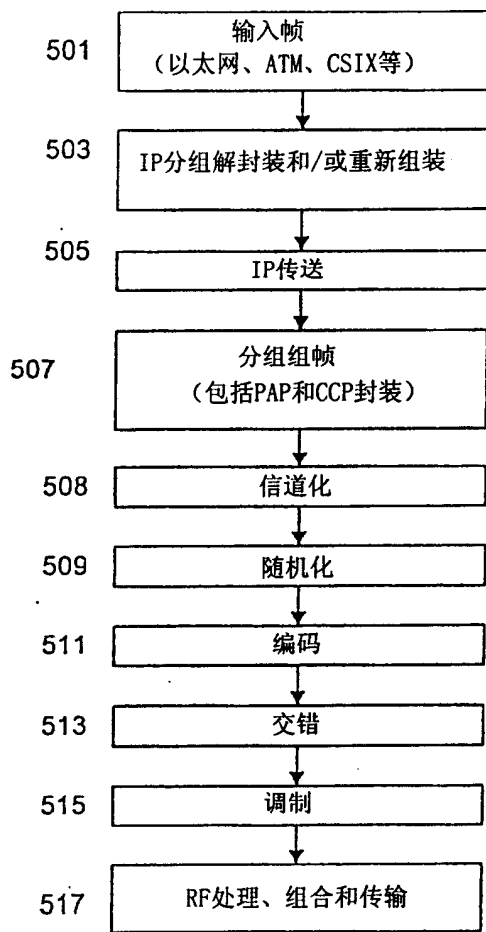 501
输入帧
(以太网、ATM、CSIX等)
503
IP分组解封装和/或重新组装
505
IP传送
507
分组组帧
(包括PAP和CCP封装)
508
信道化
509
随机化
511
编码
513
交错
515
调制
517
RF处理、组合和传输